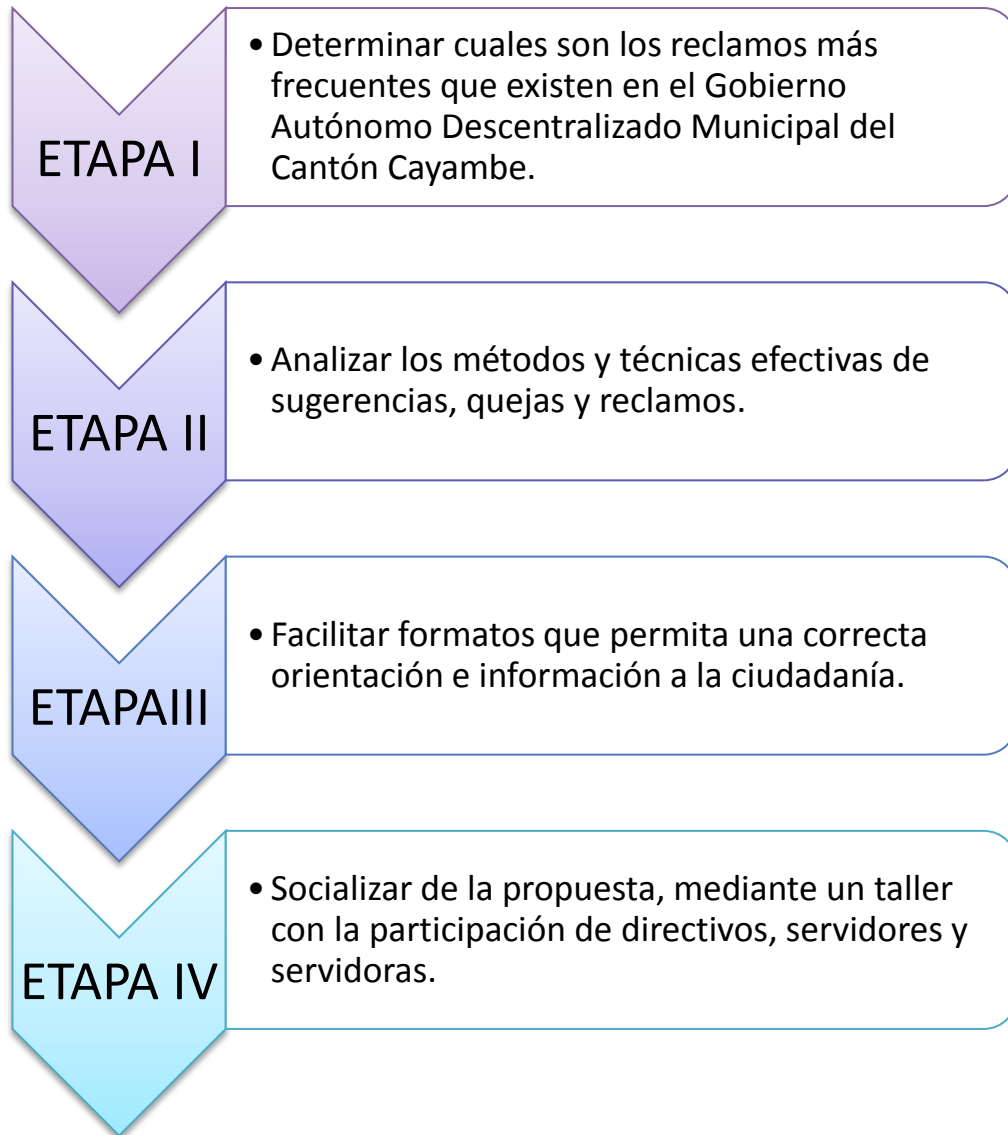 ETAPA I
• Determinar cuales son los reclamos más
frecuentes que existen en el Gobierno
Autónomo Descentralizado Municipal del
Cantón Cayambe.
ETAPA II
• Analizar los métodos y técnicas efectivas de
sugerencias, quejas y reclamos.
ETAPAIII
• Facilitar formatos que permita una correcta
orientación e información a la ciudadanía.
ETAPA IV
• Socializar de la propuesta, mediante un taller
con la participación de directivos, servidores y
servidoras.